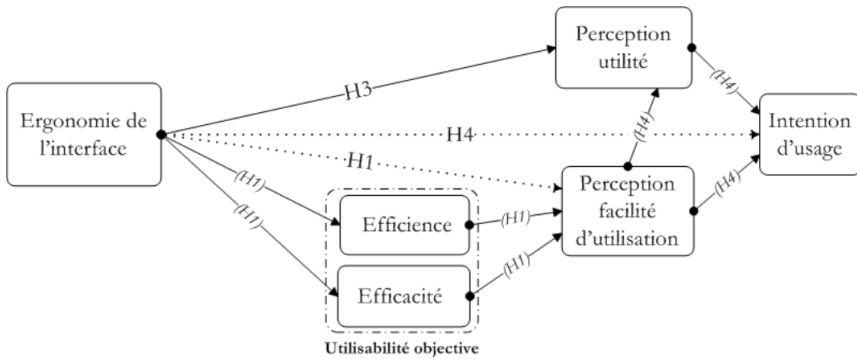 Perception
utilité
(H4)
H3
Ergonomie de
l'interface
H4
(H4)
Intention
d'usage
H1
(H1)
Perception
facilité
d'utilisation
(H4)
(H1)
Efficience
(H1)
(H1)
Efficacité
Utilisabilité objective